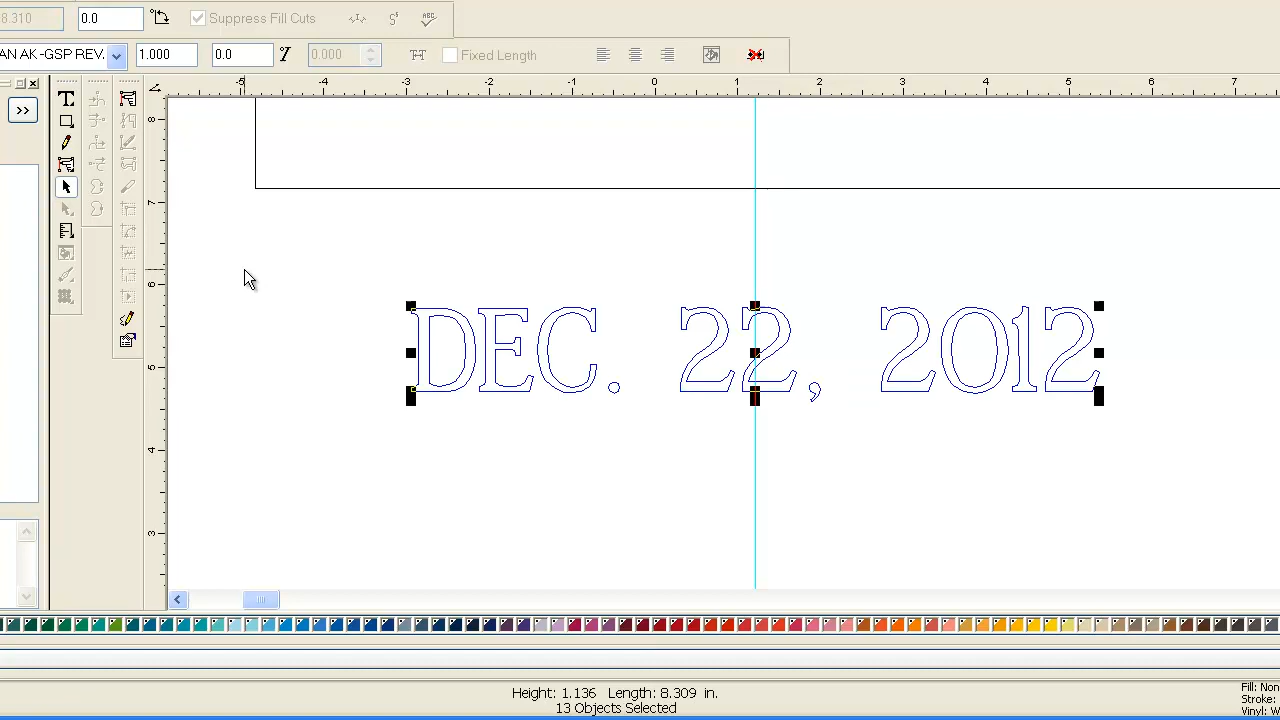 8.310 0.0 Suppress Fill Cuts ABC
AN AK-GSP REV. 1.000 0.0 0.000 Fixed Length
>>
-5 -4 -3 -2 -1 0 1 2 3 4 5 6 7
8
7
6
5
4
3
DEC. 22, 2012
Height: 1.136 Length: 8.309 in.
13 Objects Selected
Fill: Non
Stroke:
Vinyl: W